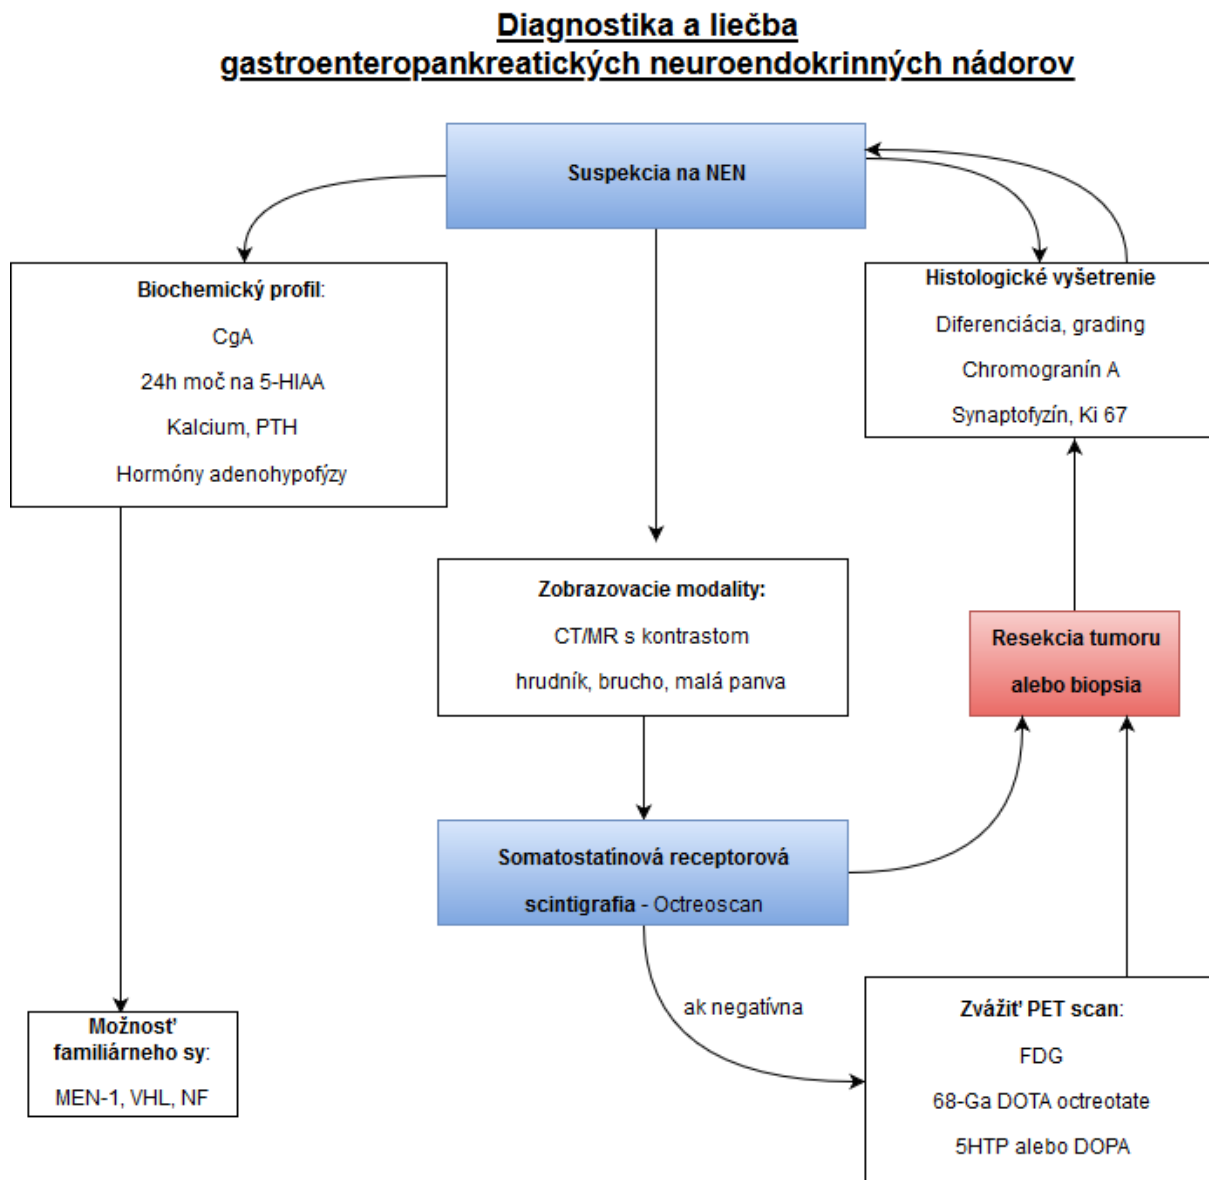 Diagnostika a liečba
gastroenteropankreatických neuroendokrinných nádorov
Suspekcia na NEN
Biochemický profil:
CgA
24h moč na 5-HIAA
Kalcium, PTH
Hormóny adenohypofýzy
Histologické vyšetrenie
Diferenciácia, grading
Chromogranín A
Synaptofyzín, Ki 67
Zobrazovacie modality:
CT/MR s kontrastom
hrudník, brucho, malá panva
Resekcia tumoru
alebo biopsia
Somatostatínová receptorová
scintigrafia - Octreoscan
ak negatívna
Možnosť
familiárneho sy:
MEN-1, VHL, NF
Zvážiť PET scan:
FDG
68-Ga DOTA octreotate
5HTP alebo DOPA